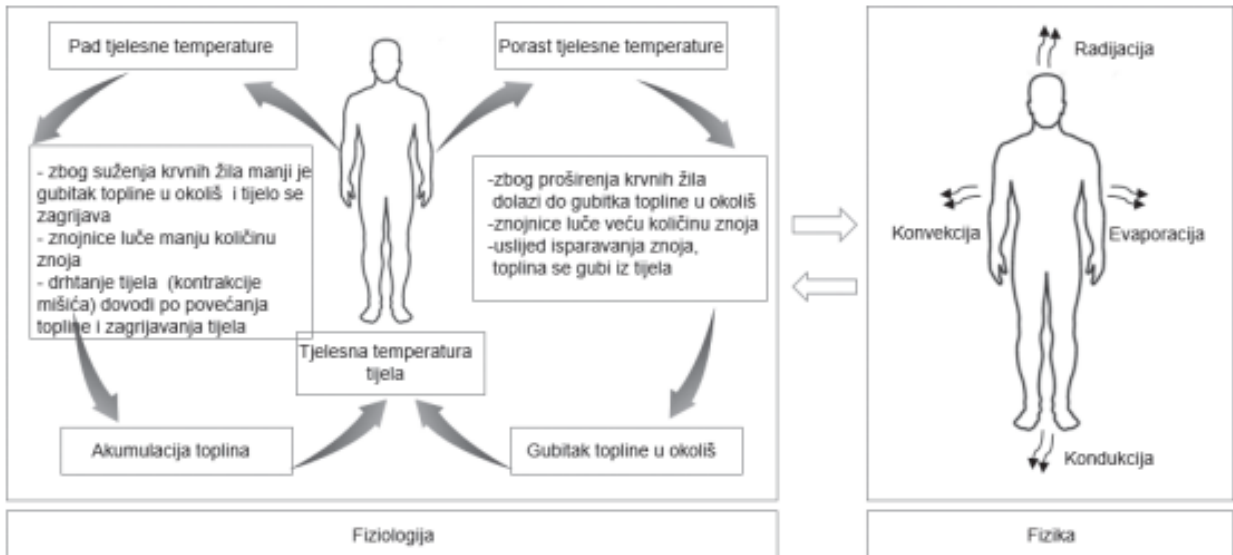 Pad tjelesne temperature
Porast tjelesne temperature
- zbog suženja krvnih žila manji je
gubitak topline u okoliš i tijelo se
zagrijava
- znojnice luče manju količinu
znoja
- drhtanje tijela (kontrakcije
mišića) dovodi po povećanja
topline i zagrijavanja tijela
-zbog proširenja krvnih žila
dolazi do gubitka topline u okoliš
-znojnice luče veću količinu znoja
-uslijed isparavanja znoja,
toplina se gubi iz tijela
Tjelesna temperatura
tijela
Akumulacija toplina
Gubitak topline u okoliš
Fiziologija
Radijacija
Konvekcija
Evaporacija
Kondukcija
Fizika